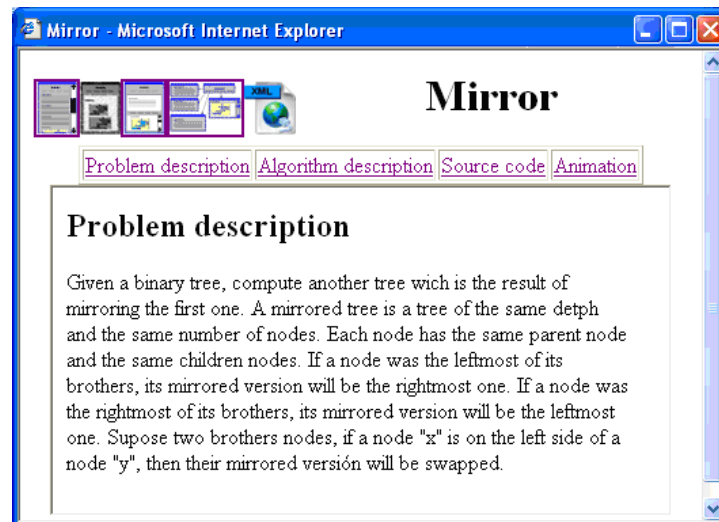 Mirror - Microsoft Internet Explorer
XML
Mirror
Problem description Algorithm description Source code Animation
Problem description
Given a binary tree, compute another tree wich is the result of
mirroring the first one. A mirrored tree is a tree of the same detph
and the same number of nodes. Each node has the same parent node
and the same children nodes. If a node was the leftmost of its
brothers, its mirrored version will be the rightmost one. If a node was
the rightmost of its brothers, its mirrored version will be the leftmost
one. Supose two brothers nodes, if a node "x" is on the left side of a
node "y", then their mirrored versión will be swapped.